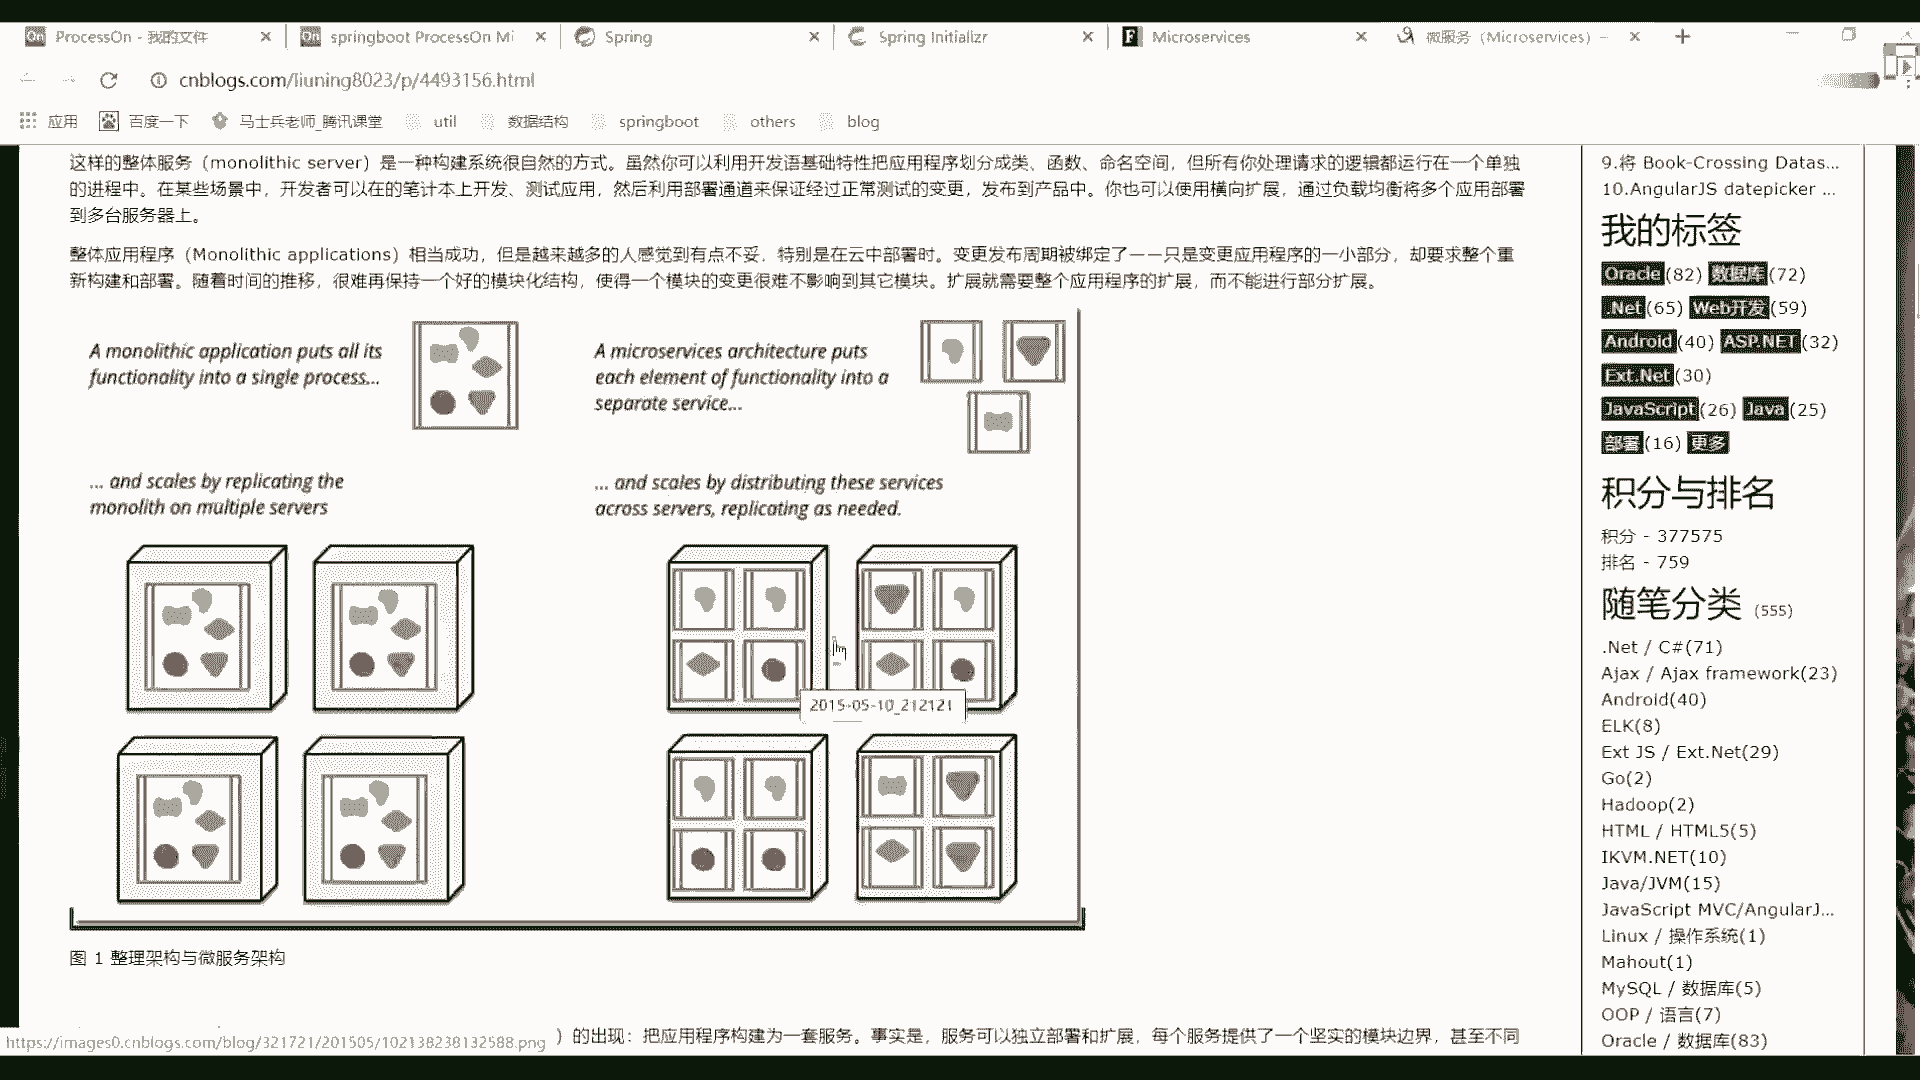 ProcessOn - 我的文件
springboot ProcessOn Mi
Spring
Spring Initializr
Microservices
微服务（Microservices）-
cnblogs.com/liuning8023/p/4493156.html
应用
百度一下
马士兵老师_腾讯课堂
util
数据结构
springboot
others
blog
这样的整体服务（monolithic server）是一种构建系统很自然的方式。虽然你可以利用开发语基础特性把应用程序划分成类、函数、命名空间，但所有你处理请求的逻辑都运行在一个单独
的进程中。在某些场景中，开发者可以在的笔计本上开发、测试应用，然后利用部署通道来保证经过正常测试的变更，发布到产品中。你也可以使用横向扩展，通过负载均衡将多个应用部署
到多台服务器上。
整体应用程序（Monolithic applications）相当成功，但是越来越多的人感觉到有点不妥，特别是在云中部署时。变更发布周期被绑定了——只是变更应用程序的一小部分，却要求整个重
新构建和部署。随着时间的推移，很难再保持一个好的模块化结构，使得一个模块的变更很难不影响到其它模块。扩展就需要整个应用程序的扩展，而不能进行部分扩展。
A monolithic application puts all its
functionality into a single process...
... and scales by replicating the
monolith on multiple servers
A microservices architecture puts
each element of functionality into a
separate service...
... and scales by distributing these services
across servers, replicating as needed.
2015-05-10_212121
图 1 整理架构与微服务架构
）的出现：把应用程序构建为一套服务。事实是，服务可以独立部署和扩展，每个服务提供了一个坚实的模块边界，甚至不同
https://images0.cnblogs.com/blog/321721/201505/102138238132588.png
9.将 Book-Crossing Datas...
10.AngularJS datepicker ...
我的标签
Oracle(82) 数据库(72)
.Net(65) Web开发(59)
Android(40) ASP.NET(32)
Ext.Net(30)
JavaScript(26) Java(25)
部署(16) 更多
积分与排名
积分 - 377575
排名 - 759
随笔分类 (555)
.Net / C#(71)
Ajax / Ajax framework(23)
Android(40)
ELK(8)
Ext JS / Ext.Net(29)
Go(2)
Hadoop(2)
HTML / HTML5(5)
IKVM.NET(10)
Java/JVM(15)
JavaScript MVC/AngularJ...
Linux / 操作系统(1)
Mahout(1)
MySQL / 数据库(5)
OOP / 语言(7)
Oracle / 数据库(83)